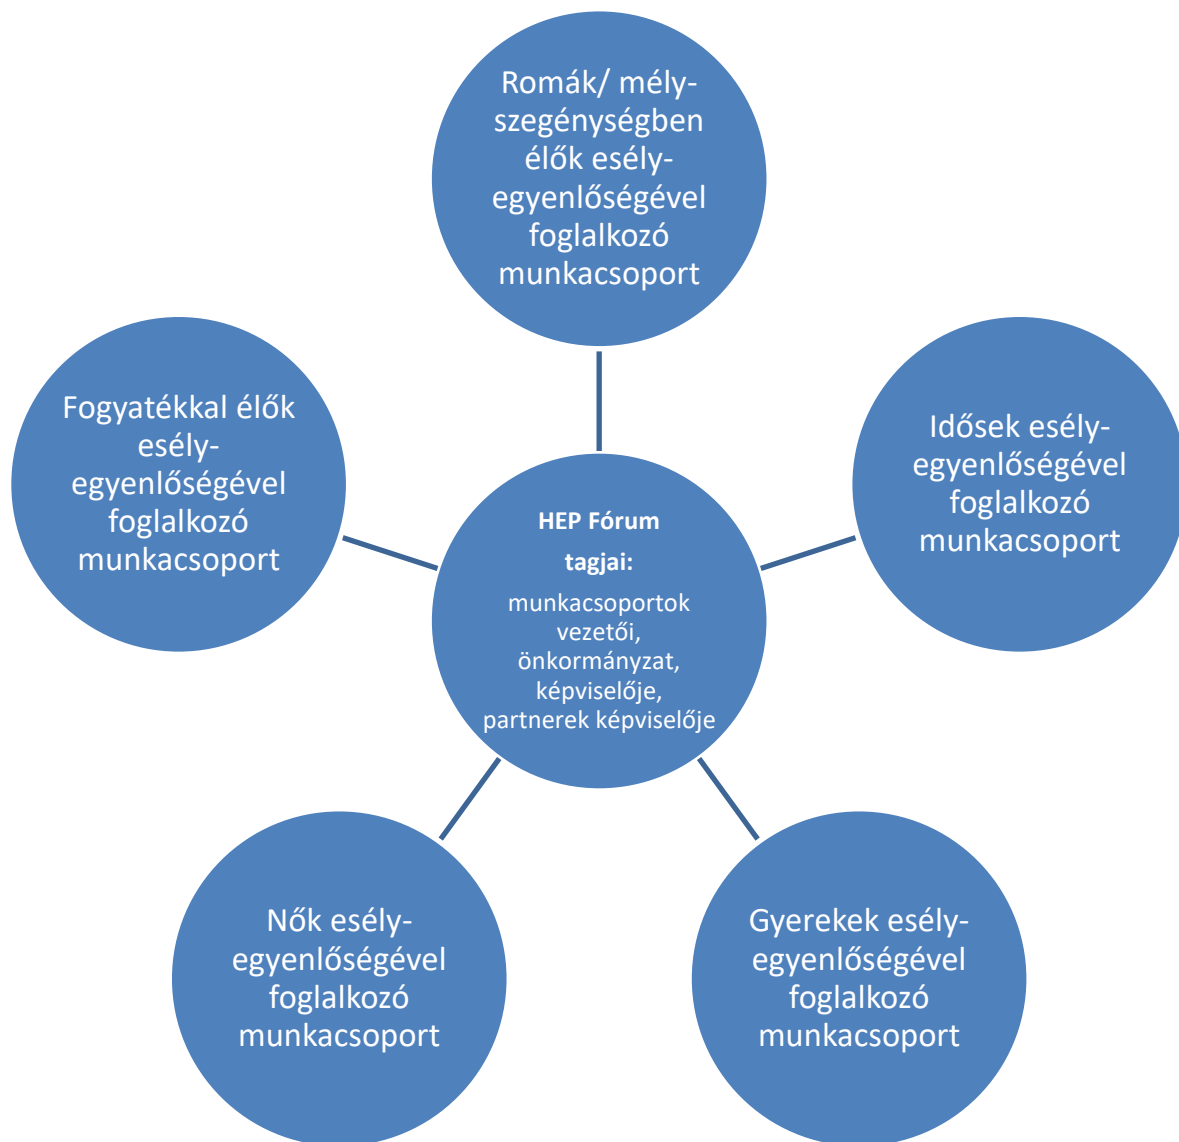 Romák/ mély-
szegénységben
élők esély-
egyenlőségével
foglalkozó
munkacsoport
Fogyatékkal élők
esély-
egyenlőségével
foglalkozó
munkacsoport
Idősek esély-
egyenlőségével
foglalkozó
munkacsoport
HEP Fórum
tagjai:
munkacsoportok
vezetői,
önkormányzat,
képviselője,
partnerek képviselője
Nők esély-
egyenlőségével
foglalkozó
munkacsoport
Gyerekek esély-
egyenlőségével
foglalkozó
munkacsoport